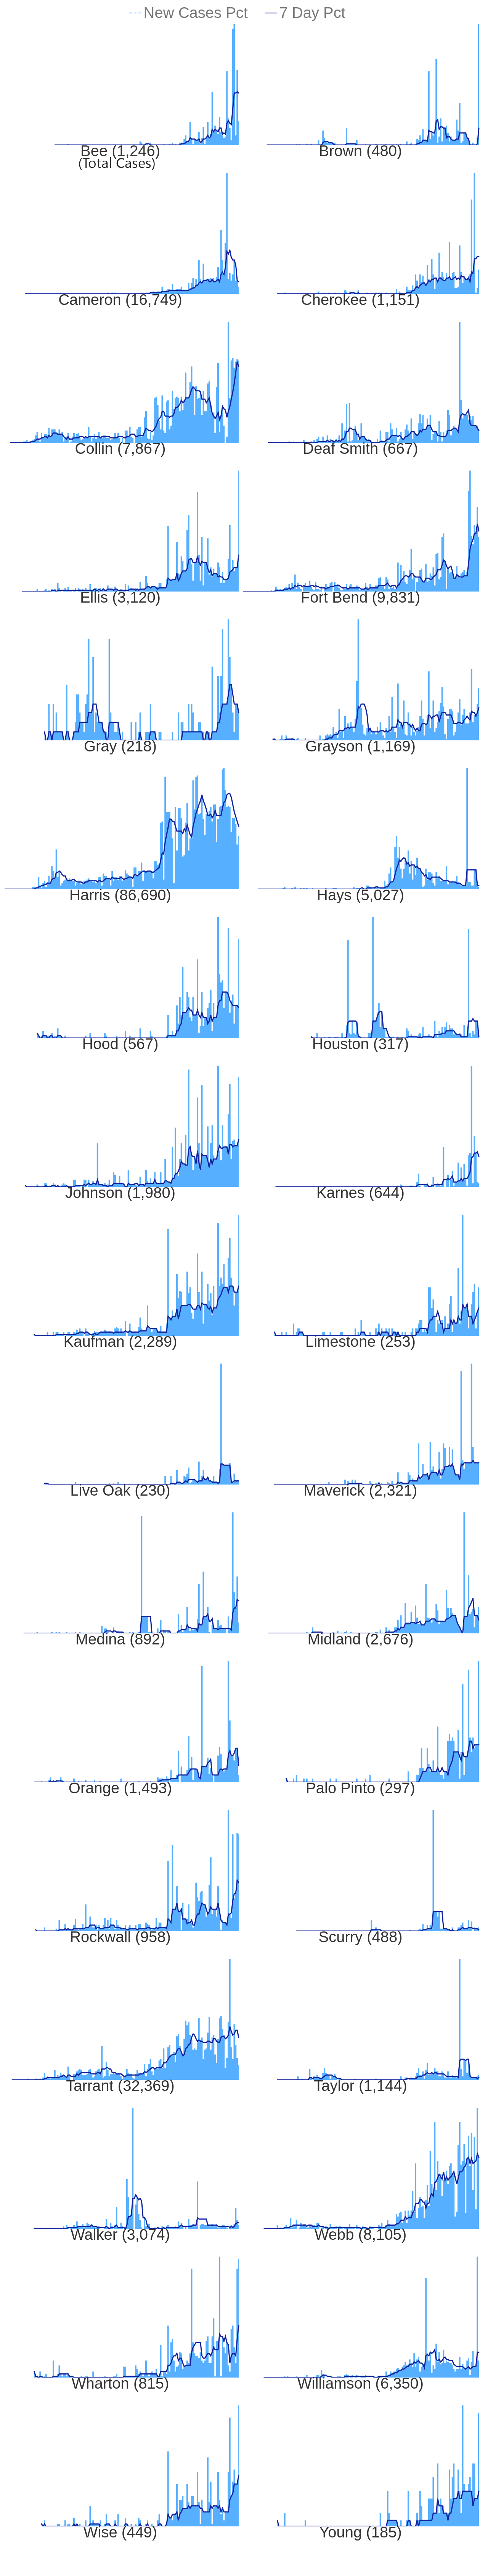 New Cases Pct 7 Day Pct
Bee (1,246) Brown (480)
(Total Cases)
Cameron (16,749) Cherokee (1,151)
Collin (7,867) Deaf Smith (667)
Ellis (3,120) Fort Bend (9,831)
Gray (218) Grayson (1,169)
Harris (86,690) Hays (5,027)
Hood (567) Houston (317)
Johnson (1,980) Karnes (644)
Kaufman (2,289) Limestone (253)
Live Oak (230) Maverick (2,321)
Medina (892) Midland (2,676)
Orange (1,493) Palo Pinto (297)
Rockwall (958) Scurry (488)
Tarrant (32,369) Taylor (1,144)
Walker (3,074) Webb (8,105)
Wharton (815) Williamson (6,350)
Wise (449) Young (185)